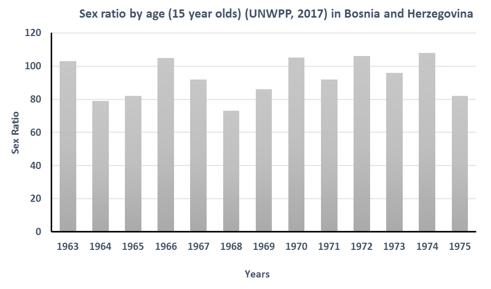 Sex ratio by age (15 year olds) (UNWPP, 2017) in Bosnia and Herzegovina
120
100
80
60
40
20
0
Sex Ratio
1963 1964 1965 1966 1967 1968 1969 1970 1971 1972 1973 1974 1975
Years